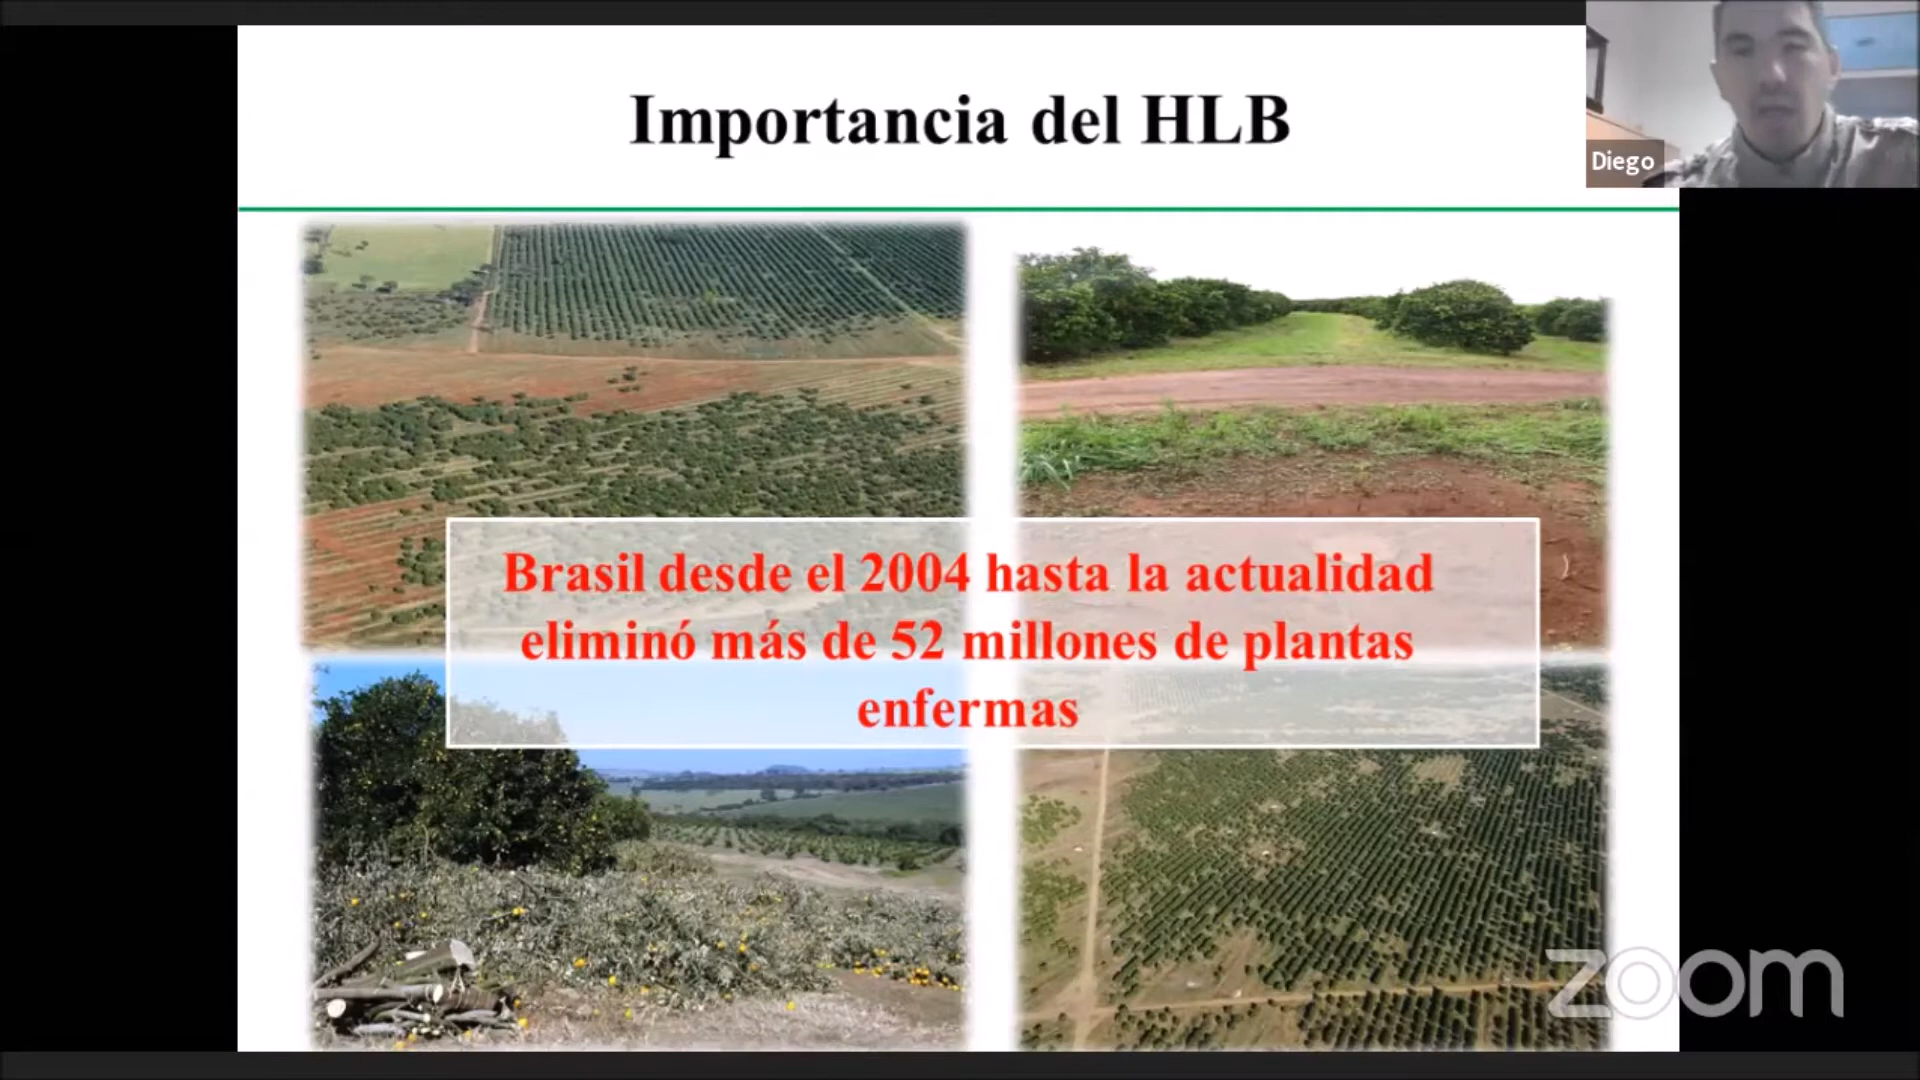 Importancia del HLB
Diego
Brasil desde el 2004 hasta la actualidad
eliminó más de 52 millones de plantas
enfermas
zoom